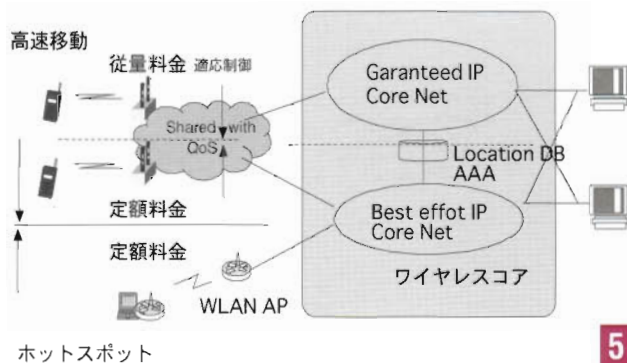 高速移動
従量料金
適応制御
Garanteed IP
Core Net
Shared with
QoS
Location DB
AAA
定額料金
定額料金
Best effot IP
Core Net
ワイヤレスコア
WLAN AP
ホットスポット
5